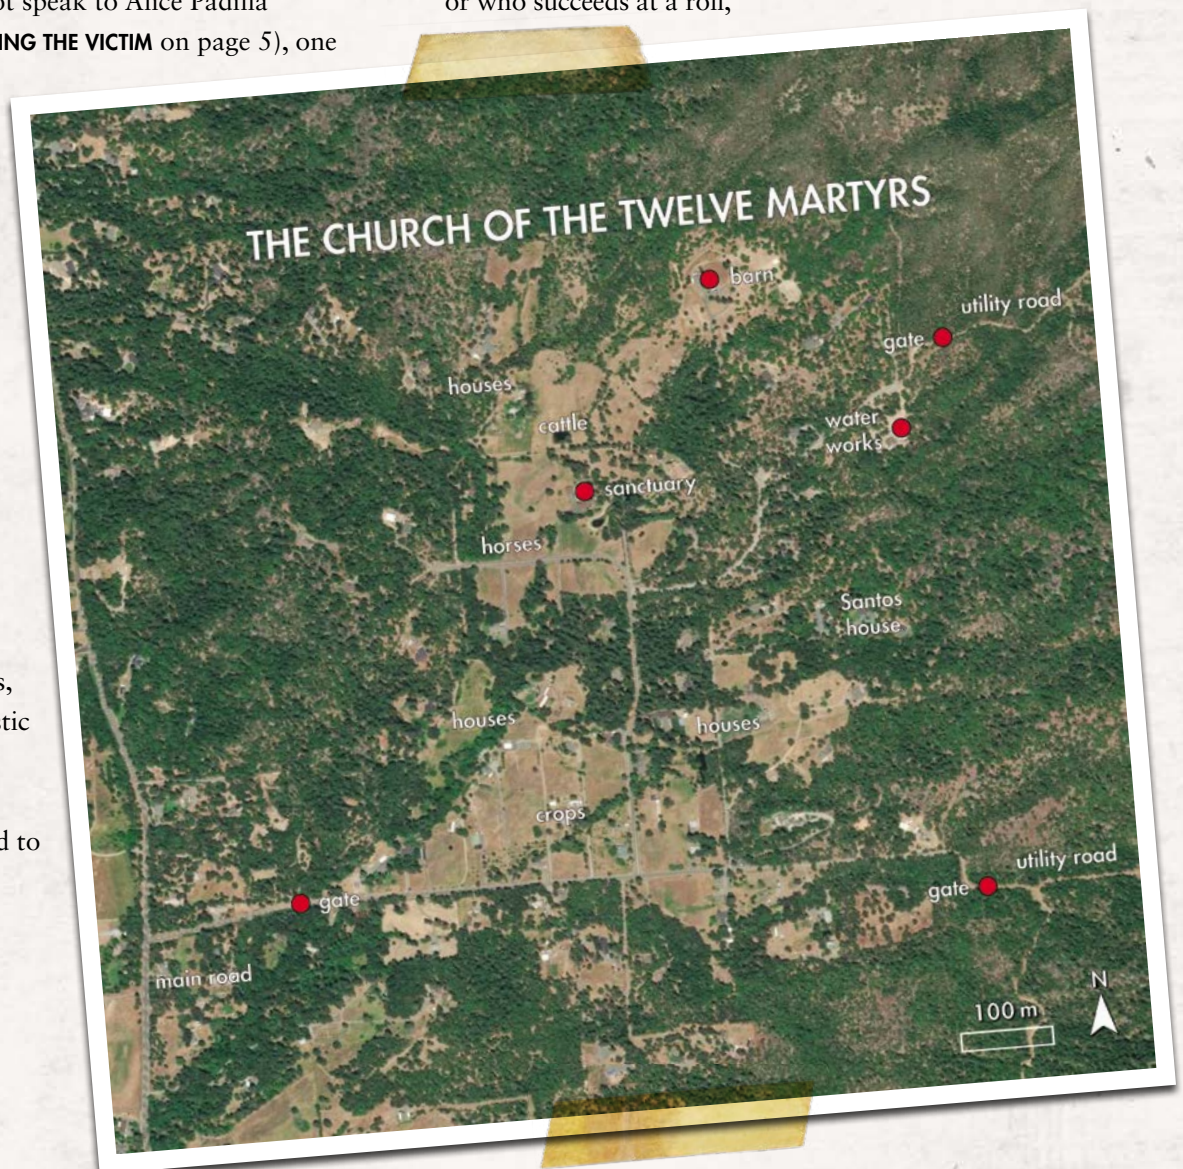 ot speak to Alice Padilla
ING THE VICTIM on page 5), one
or who succeeds at a roll,
THE CHURCH OF THE TWELVE MARTYRS
barn
utility road
gate
houses
water
works
cattle
sanctuary
horses
Santos
house
houses
houses
s,
stic
crops
d to
utility road
gate
gate
main road
N
100 m